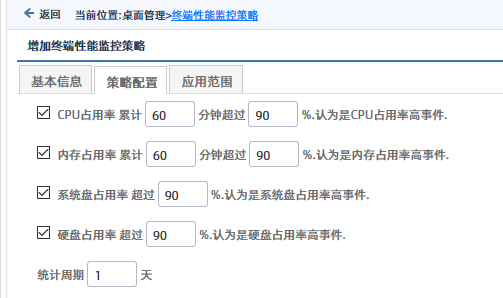 返回 当前位置:桌面管理>终端性能监控策略
增加终端性能监控策略
基本信息 策略配置 应用范围
CPU占用率 累计 60 分钟超过 90 %.认为是CPU占用率高事件.
内存占用率 累计 60 分钟超过 90 %.认为是内存占用率高事件.
系统盘占用率 超过 90 %.认为是系统盘占用率高事件.
硬盘占用率 超过 90 %.认为是硬盘占用率高事件.
统计周期 1 天